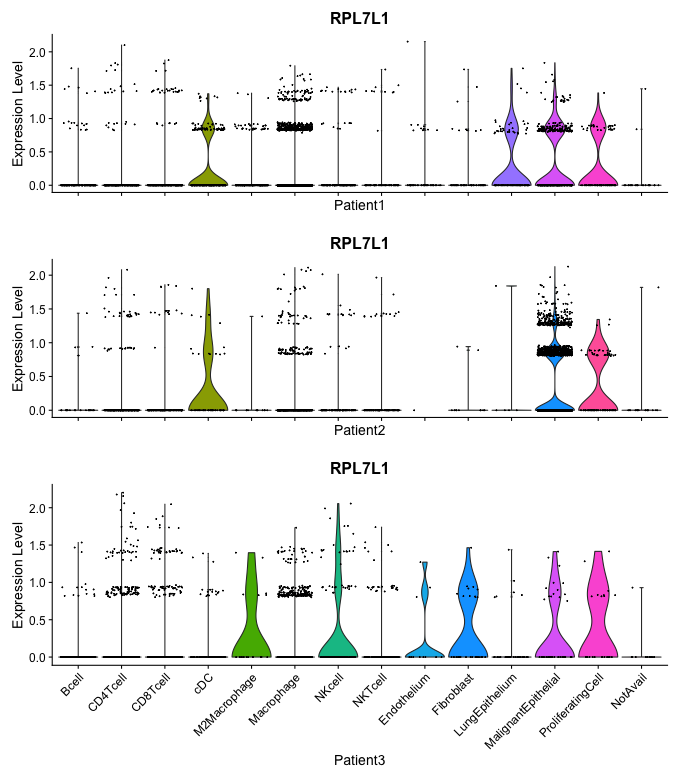 RPL7L1
Expression Level
2.0
1.5
1.0
0.5
0.0
Patient1
RPL7L1
Expression Level
2.0
1.5
1.0
0.5
0.0
Patient2
RPL7L1
Expression Level
2.0
1.5
1.0
0.5
0.0
Bcell
CD4Tcell
CD8Tcell
cDC
M2Macrophage
Macrophage
NKcell
NKTcell
Endothelium
Fibroblast
LungEpithelium
MalignantEpithelial
ProliferatingCell
NotAvail
Patient3